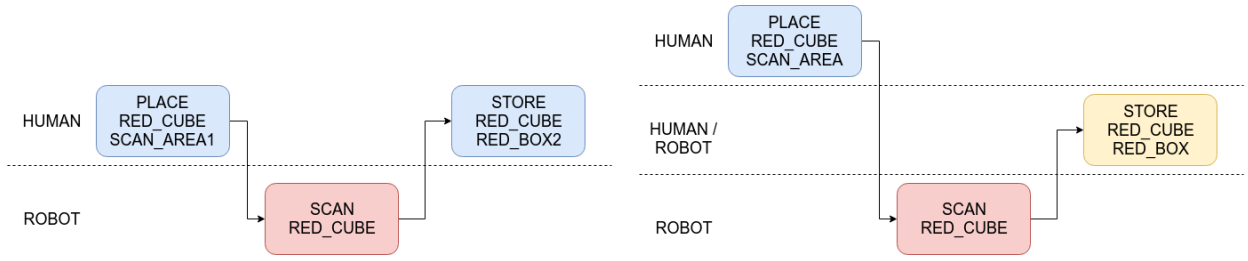 HUMAN
PLACE
RED_CUBE
SCAN_AREA1
STORE
RED_CUBE
RED_BOX2
ROBOT
SCAN
RED_CUBE
HUMAN
PLACE
RED_CUBE
SCAN_AREA
HUMAN /
ROBOT
STORE
RED_CUBE
RED_BOX
ROBOT
SCAN
RED_CUBE